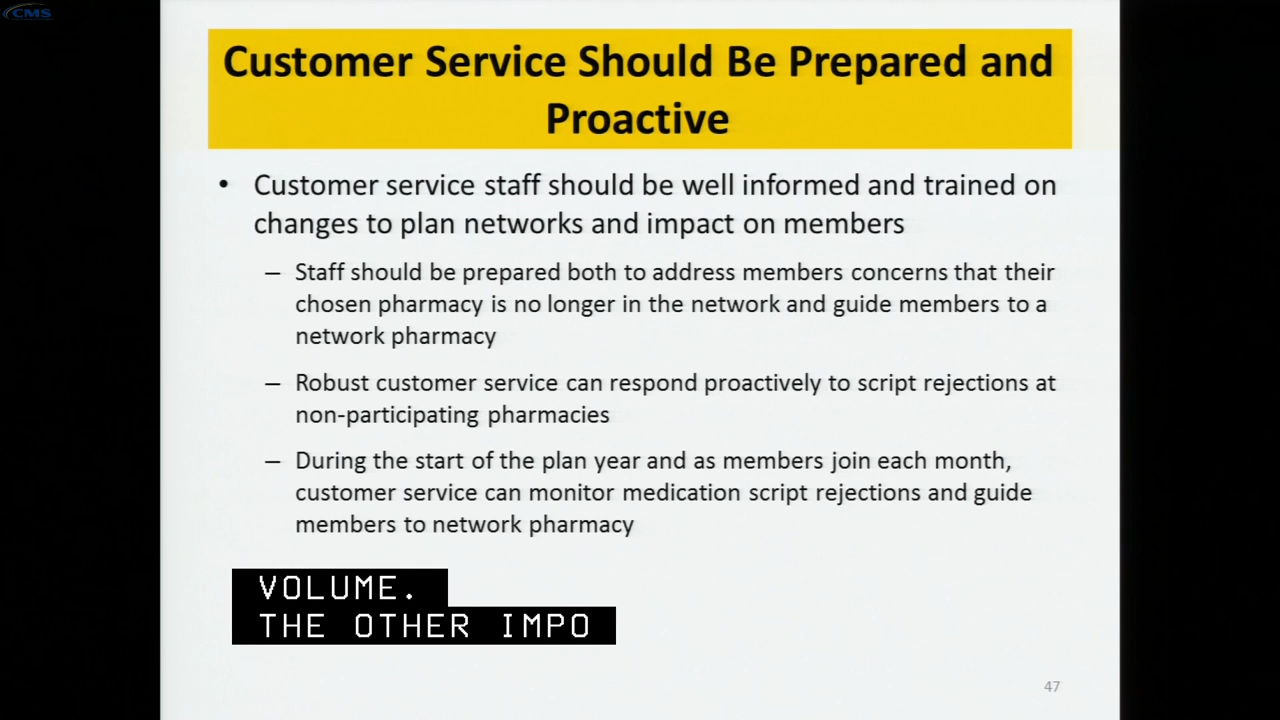 CMS
Customer Service Should Be Prepared and
Proactive
• Customer service staff should be well informed and trained on
changes to plan networks and impact on members
– Staff should be prepared both to address members concerns that their
chosen pharmacy is no longer in the network and guide members to a
network pharmacy
– Robust customer service can respond proactively to script rejections at
non-participating pharmacies
– During the start of the plan year and as members join each month,
customer service can monitor medication script rejections and guide
members to network pharmacy
VOLUME.
THE OTHER IMPO
47